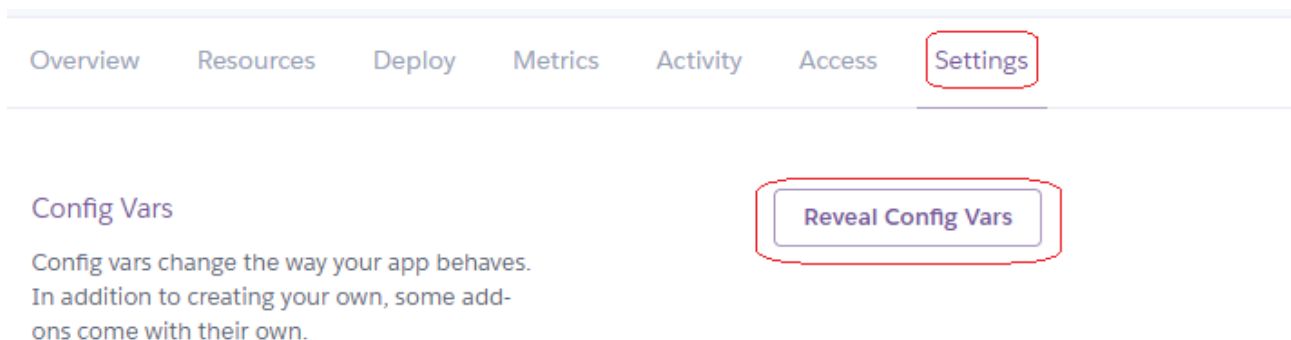 Overview Resources Deploy Metrics Activity Access Settings
Config Vars
Reveal Config Vars
Config vars change the way your app behaves.
In addition to creating your own, some add-
ons come with their own.